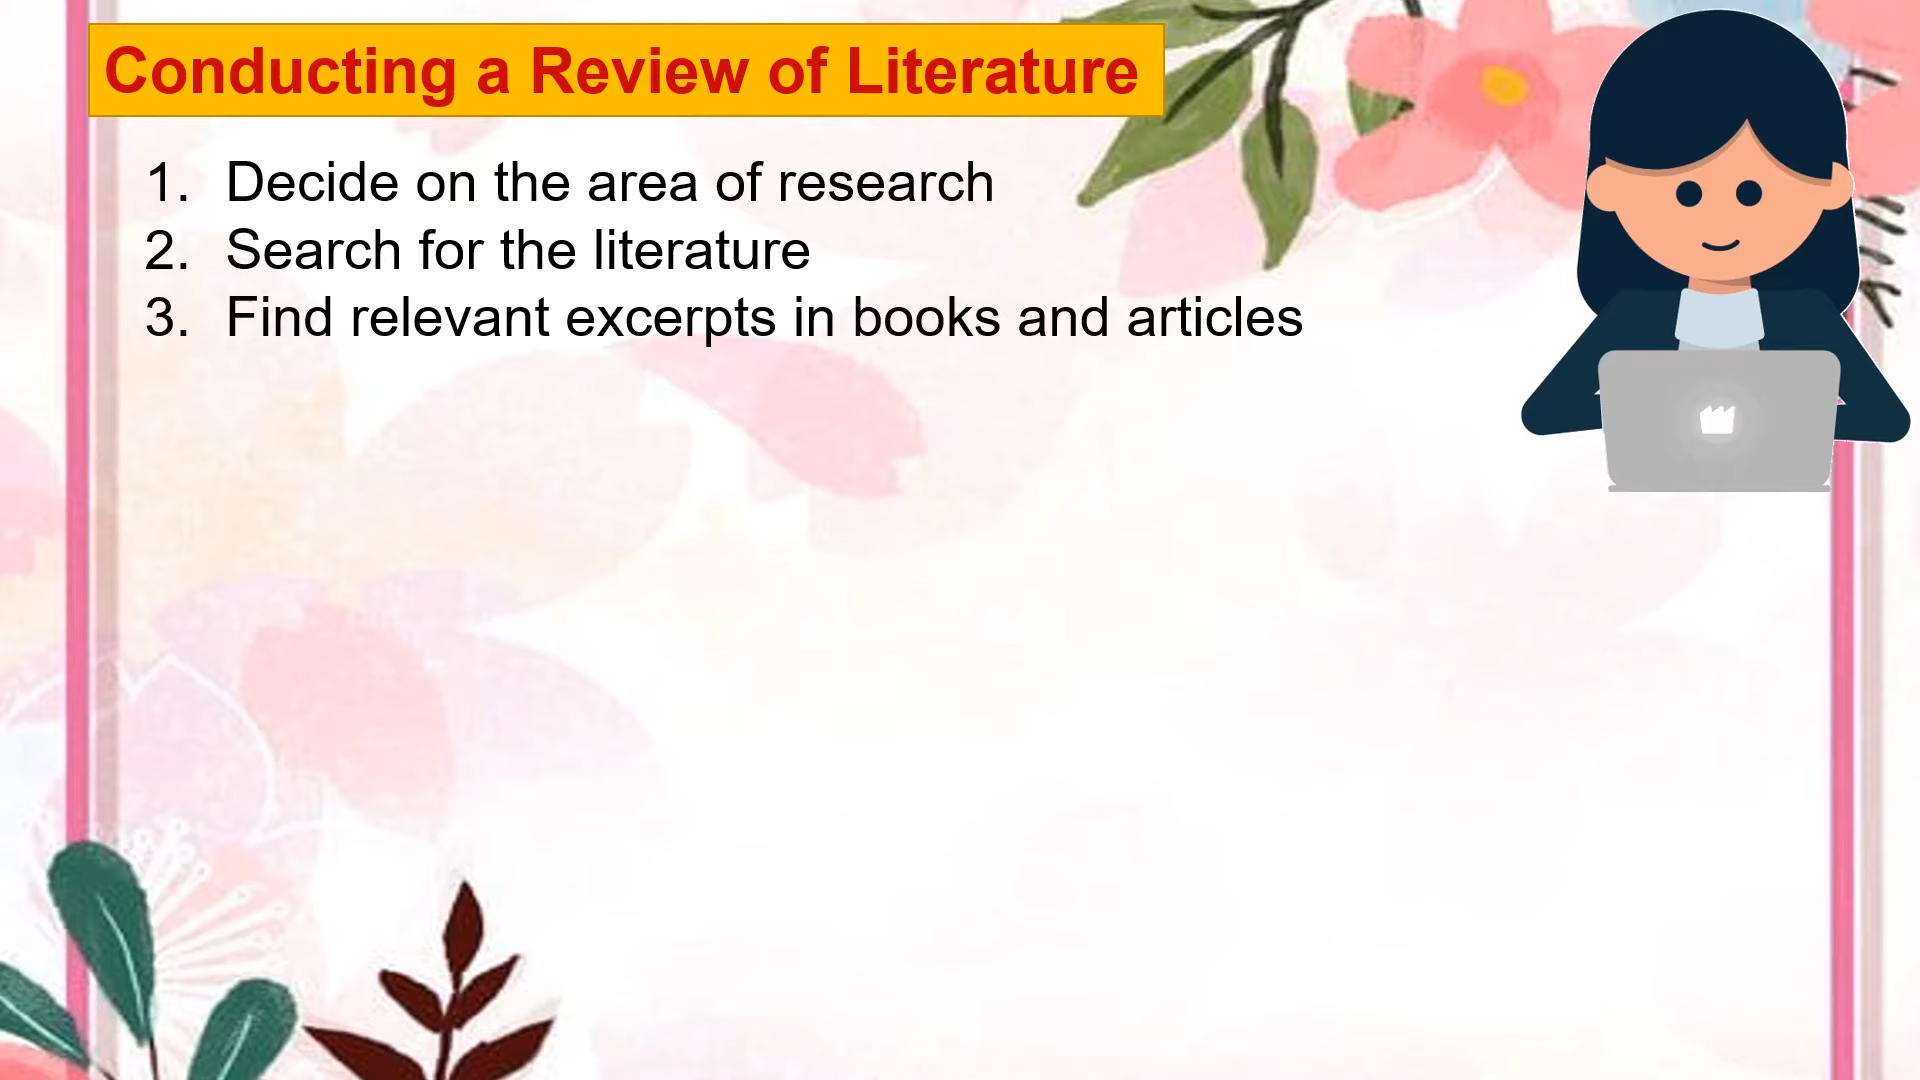 Conducting a Review of Literature
1. Decide on the area of research
2. Search for the literature
3. Find relevant excerpts in books and articles